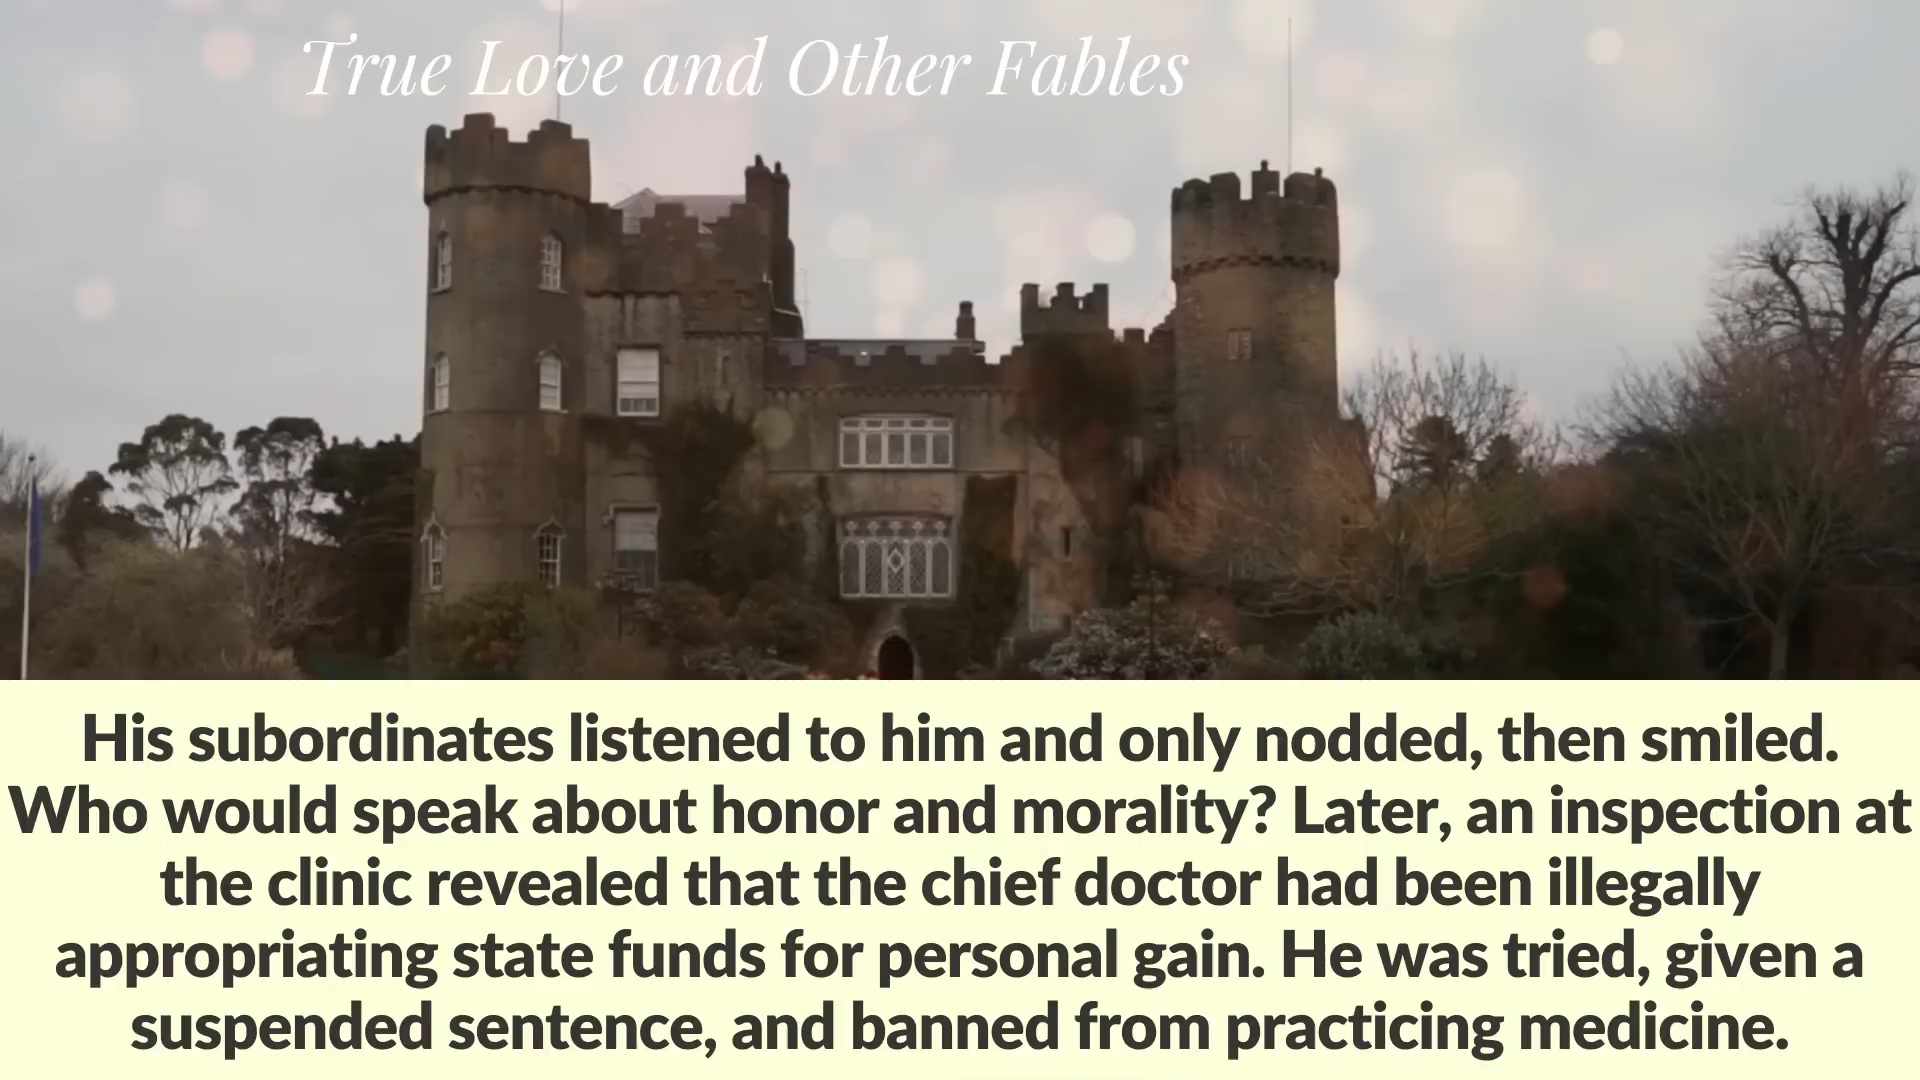 True Love and Other Fables
His subordinates listened to him and only nodded, then smiled.
Who would speak about honor and morality? Later, an inspection at
the clinic revealed that the chief doctor had been illegally
appropriating state funds for personal gain. He was tried, given a
suspended sentence, and banned from practicing medicine.